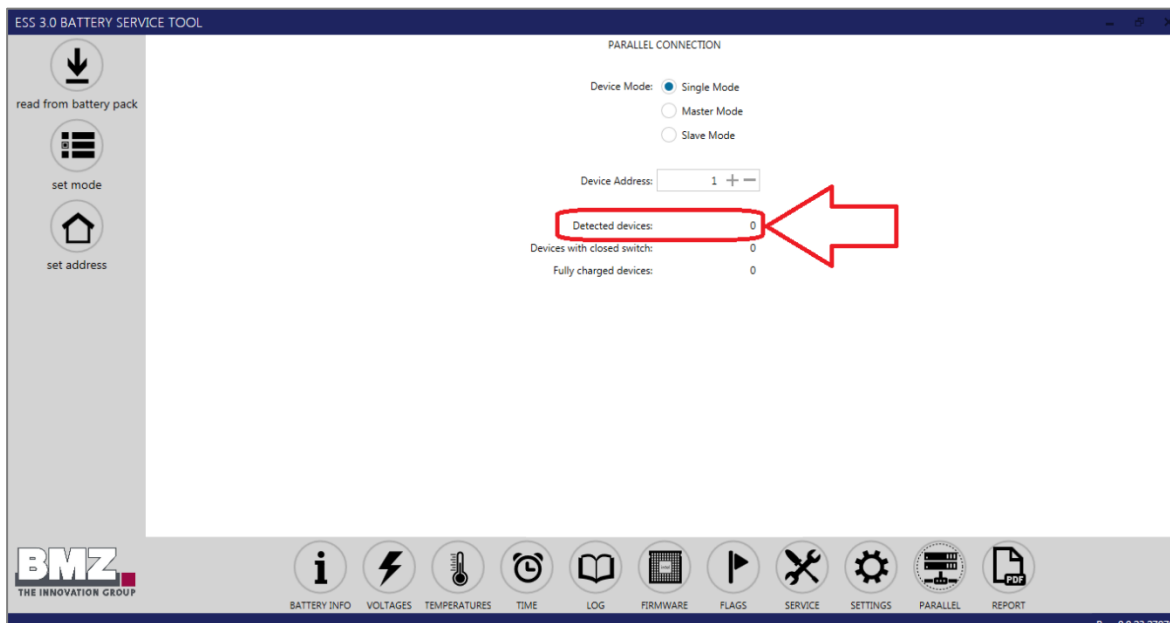 ESS 3.0 BATTERY SERVICE TOOL
read from battery pack
set mode
set address
PARALLEL CONNECTION
Device Mode: Single Mode
Master Mode
Slave Mode
Device Address: 1
Detected devices: 0
Devices with closed switch: 0
Fully charged devices: 0
BMZ
THE INNOVATION GROUP
BATTERY INFO VOLTAGES TEMPERATURES TIME LOG FIRMWARE FLAGS SERVICE SETTINGS PARALLEL REPORT
PDF